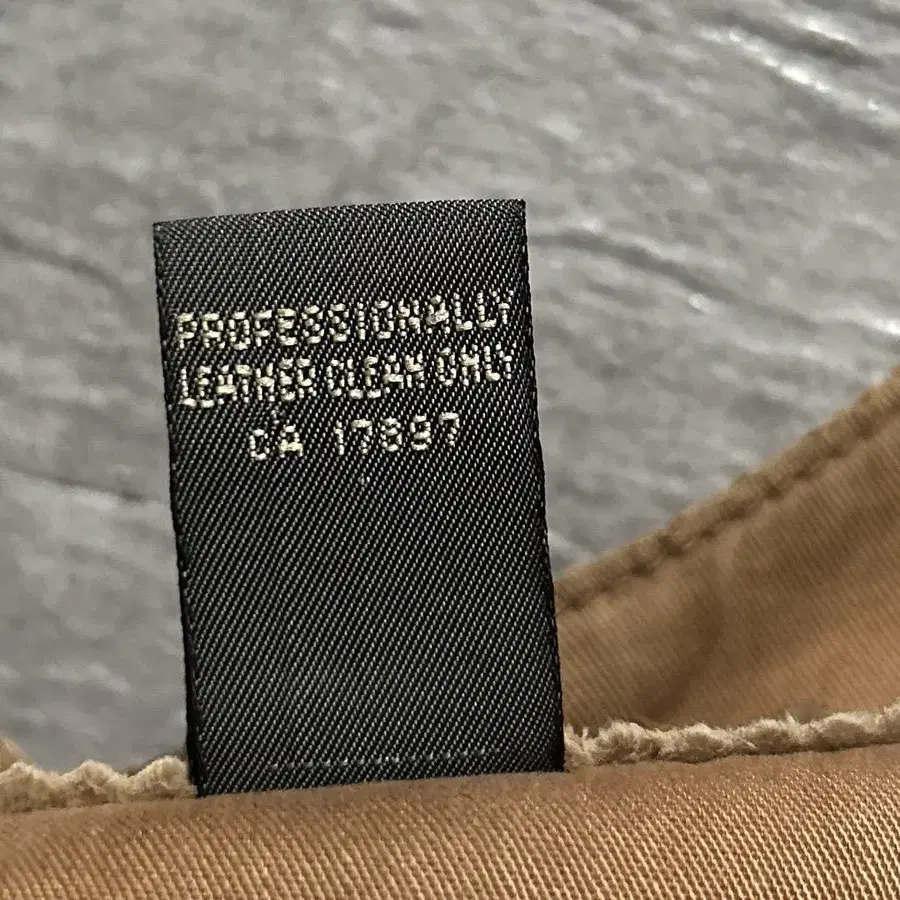 PROFESSIONALLY
LEATHER CLEAN ONLY
CA 17897